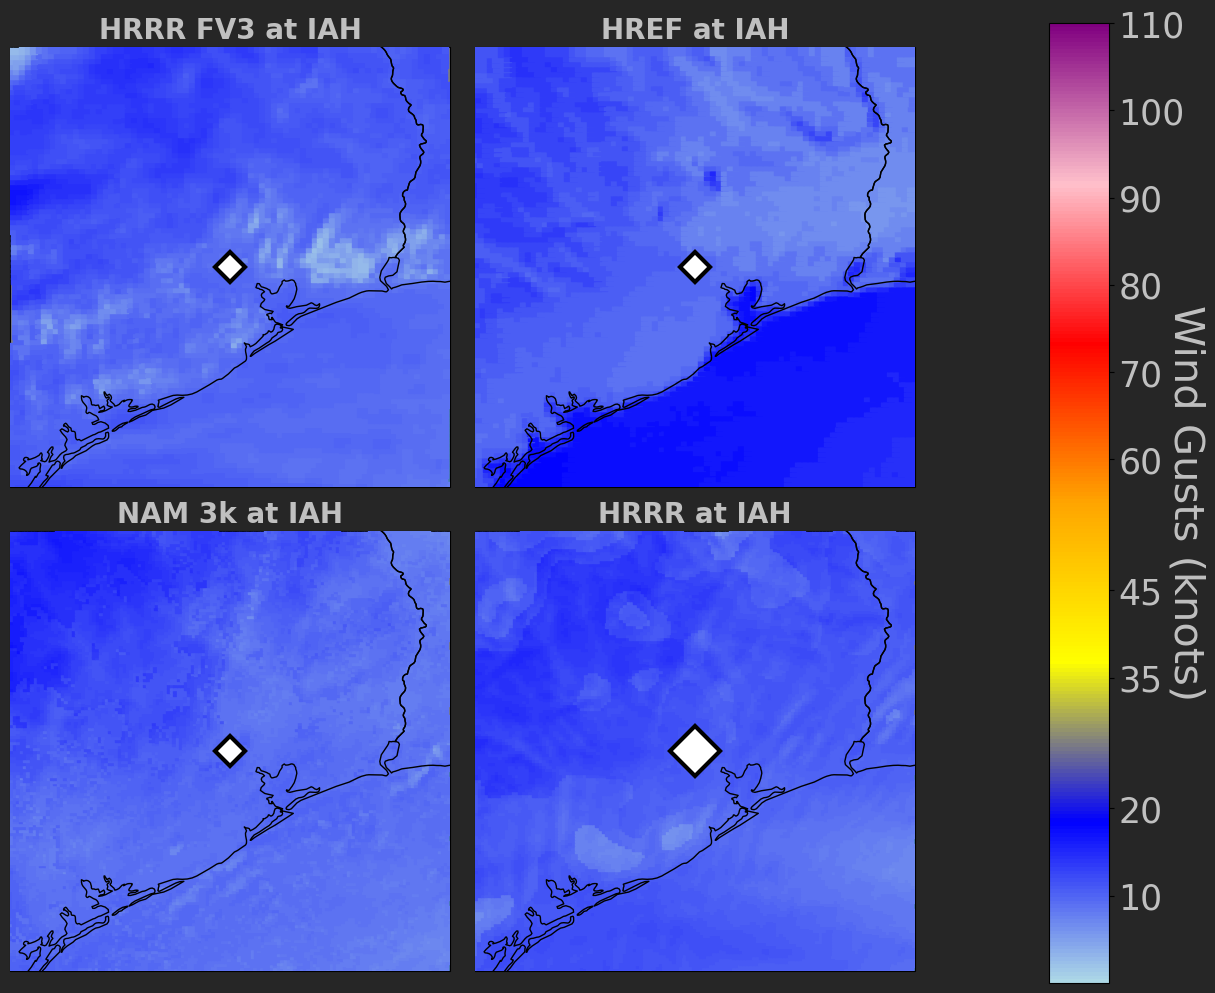 HRRR FV3 at IAH
HREF at IAH
NAM 3k at IAH
HRRR at IAH
110
100
90
80
70
60
45
35
20
10
Wind Gusts (knots)